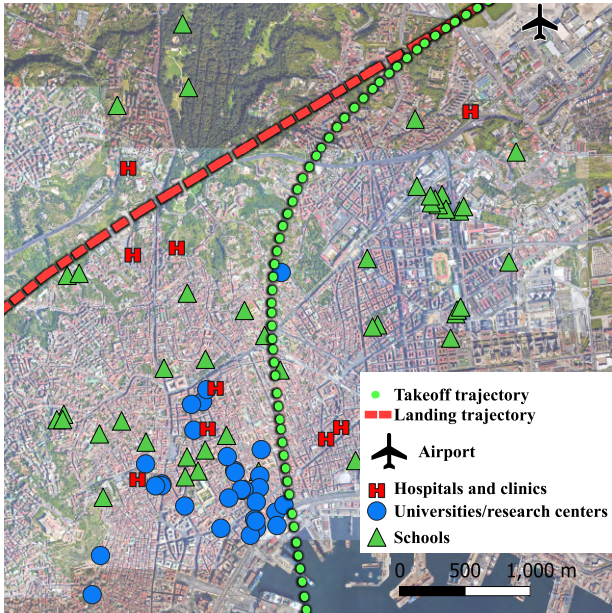 Takeoff trajectory
Landing trajectory
Airport
Hospitals and clinics
Universities/research centers
Schools
0 500 1,000 m
H
H
H
H
H
H
H
H
H